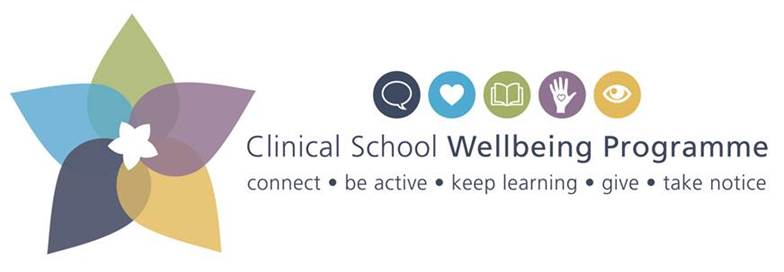 Clinical School Wellbeing Programme
connect • be active • keep learning • give • take notice